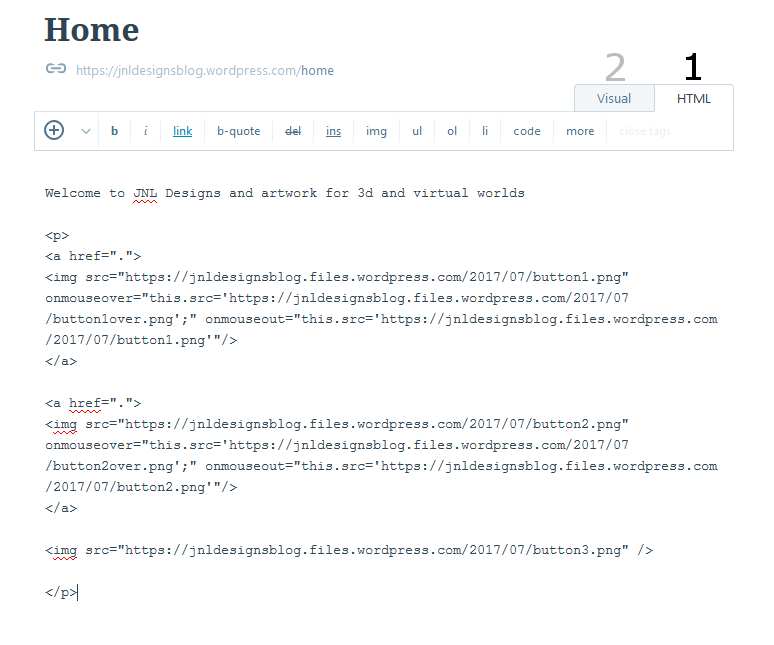 Home
https://jnldesignsblog.wordpress.com/home
2 1
Visual HTML
b i link b-quote del ins img ul ol li code more close tags
Welcome to JNL Designs and artwork for 3d and virtual worlds
<p>
<a href=".">
<img src="https://jnldesignsblog.files.wordpress.com/2017/07/button1.png"
onmouseover="this.src='https://jnldesignsblog.files.wordpress.com/2017/07
/button1over.png';" onmouseout="this.src='https://jnldesignsblog.files.wordpress.com
/2017/07/button1.png'"/>
</a>
<a href=".">
<img src="https://jnldesignsblog.files.wordpress.com/2017/07/button2.png"
onmouseover="this.src='https://jnldesignsblog.files.wordpress.com/2017/07
/button2over.png';" onmouseout="this.src='https://jnldesignsblog.files.wordpress.com
/2017/07/button2.png'"/>
</a>
<img src="https://jnldesignsblog.files.wordpress.com/2017/07/button3.png" />
</p>